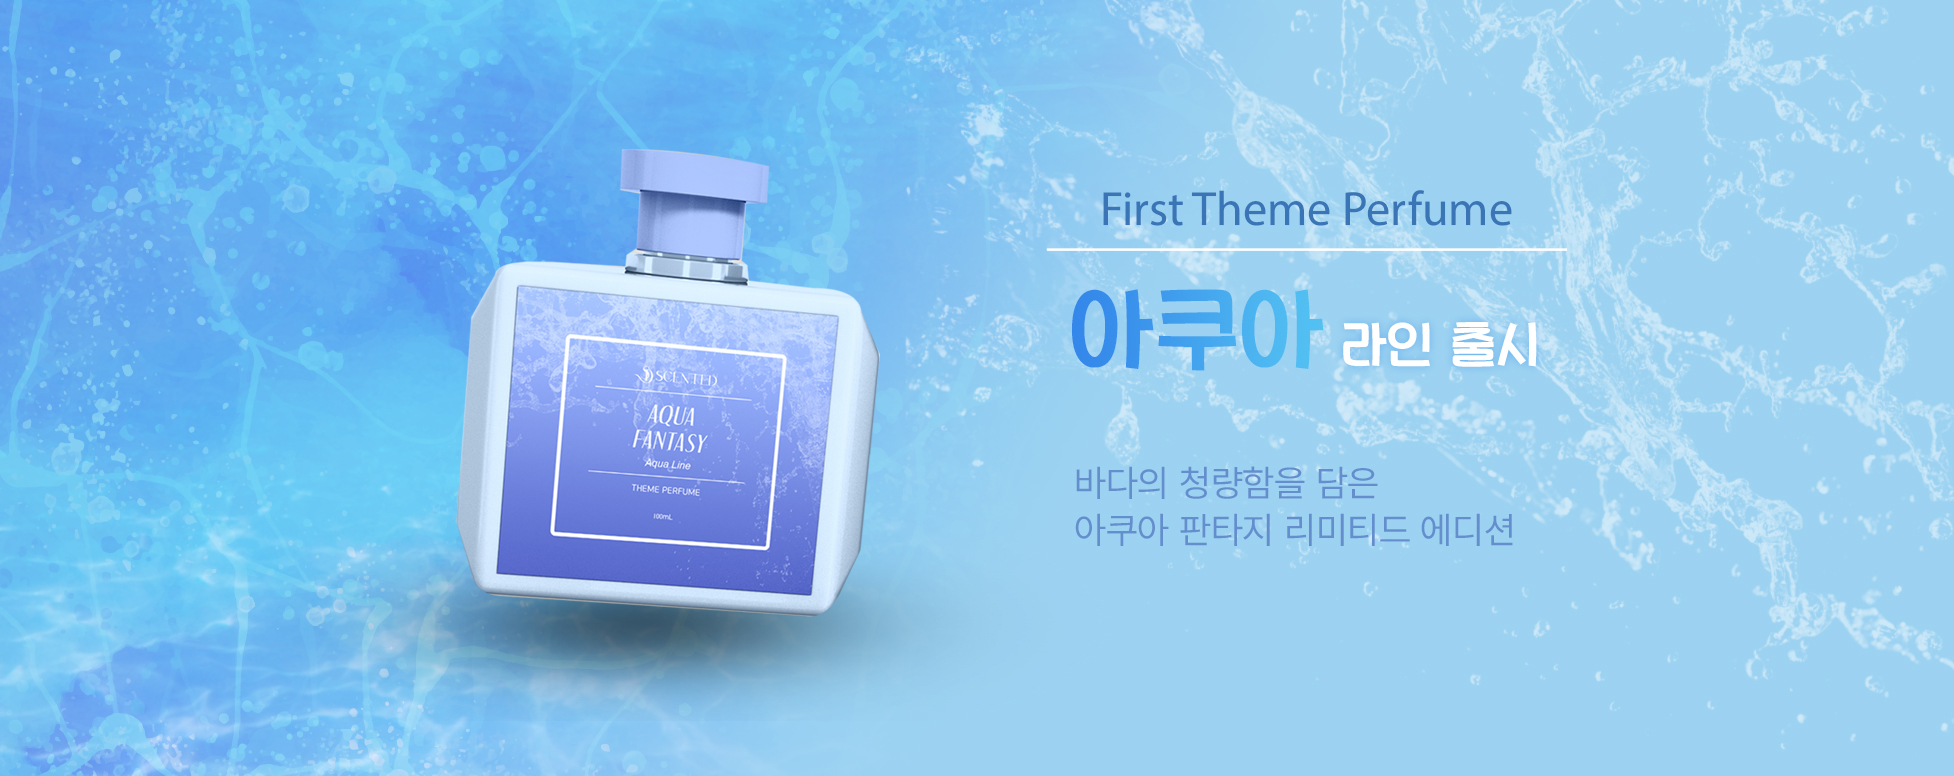 First Theme Perfume
아쿠아 라인 출시
바다의 청량함을 담은
아쿠아 판타지 리미티드 에디션
SCENTED
AQUA
FANTASY
Aqua Line
THEME PERFUME
100mL